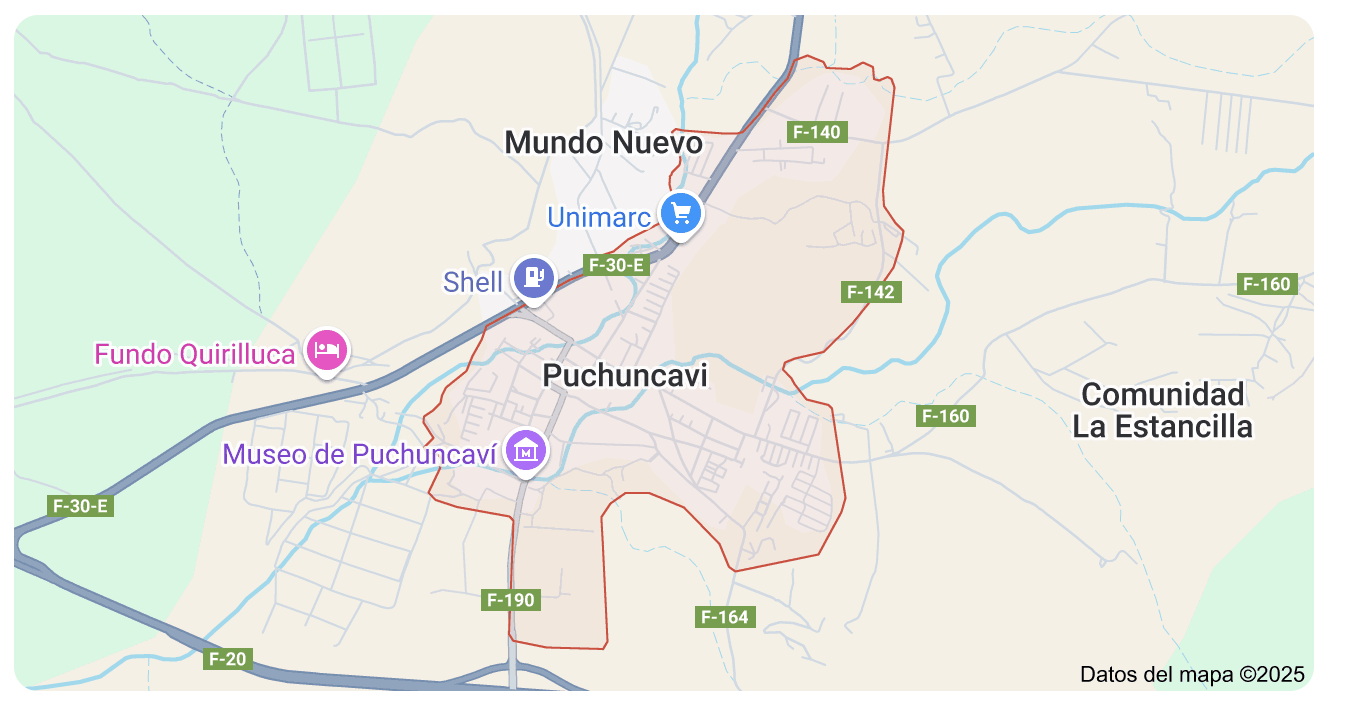 F-140
Mundo Nuevo
Unimarc
F-30-E
Shell
F-160
F-142
Fundo Quirilluca
Puchuncavi
Comunidad
La Estancilla
F-160
Museo de Puchuncaví
F-30-E
F-190
F-164
F-20
Datos del mapa ©2025